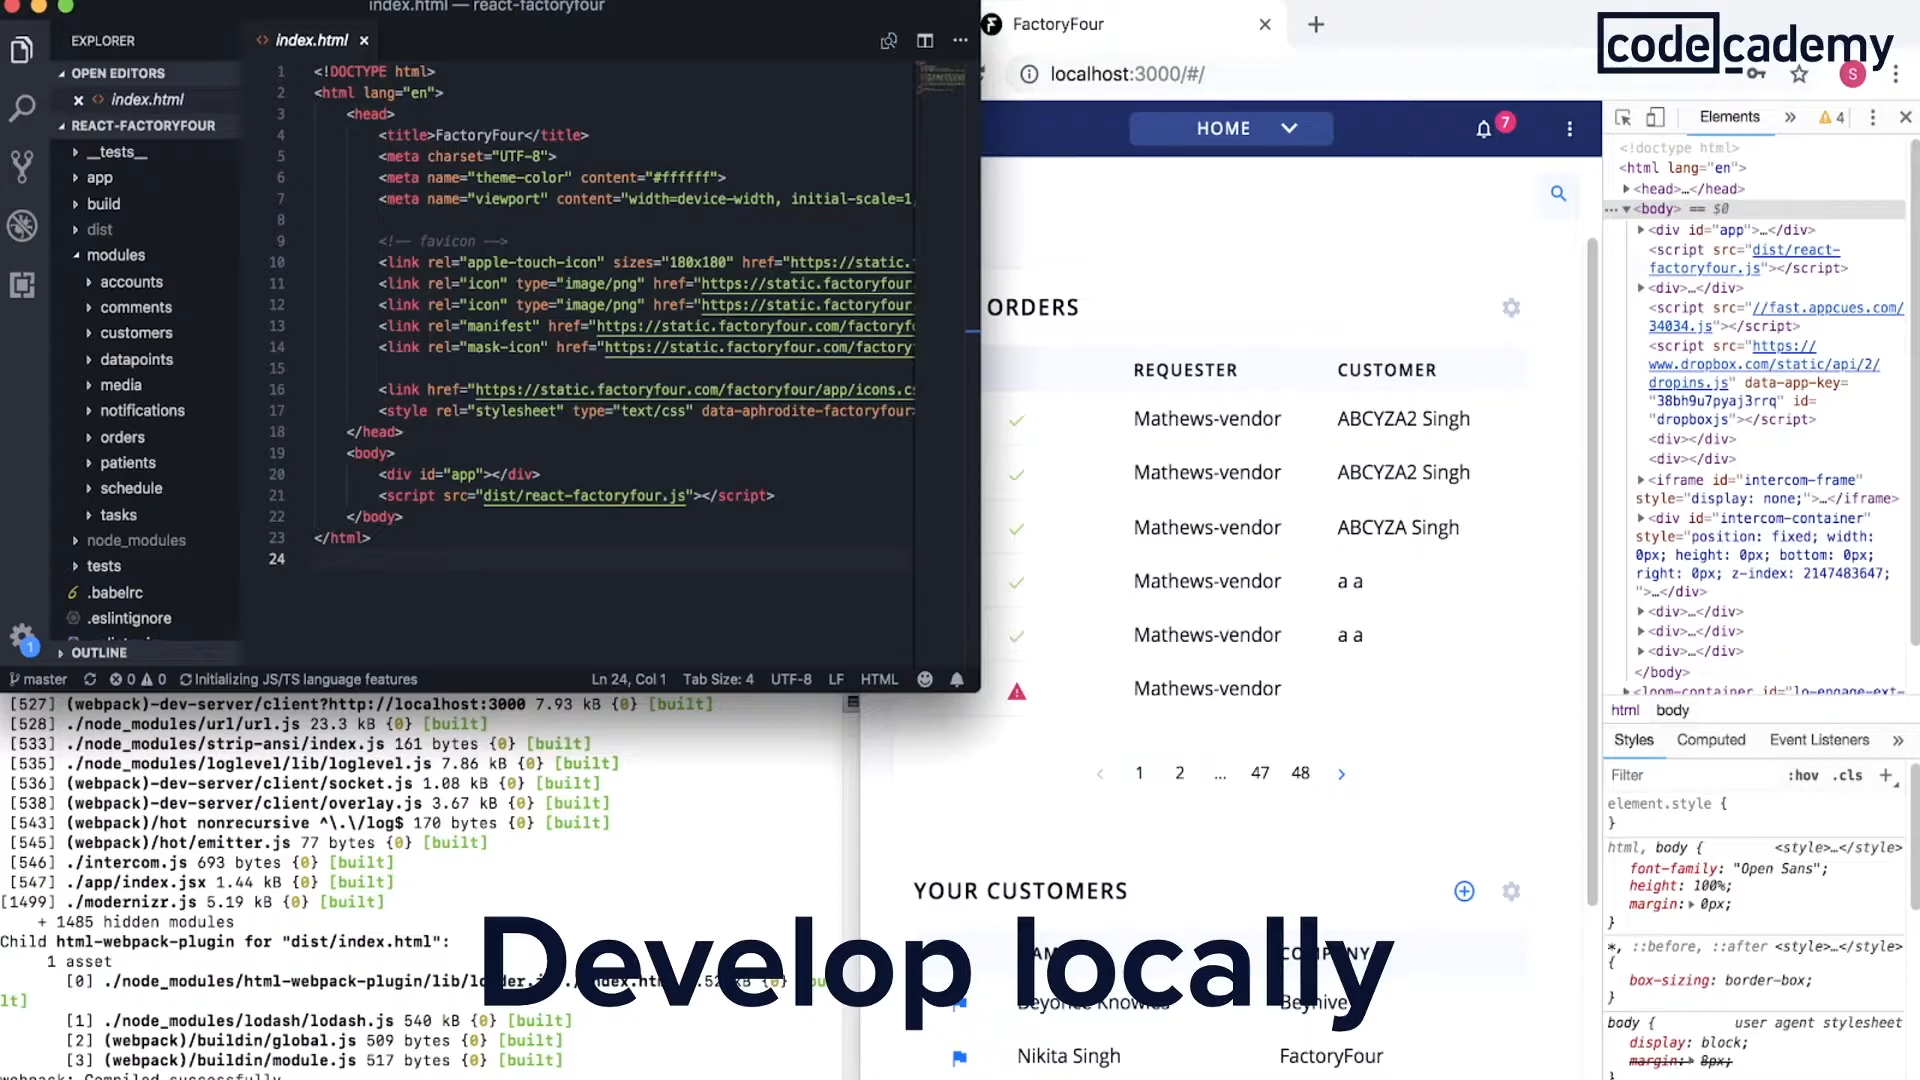 index.html — react-factoryfour
EXPLORER
OPEN EDITORS
index.html
REACT-FACTORYFOUR
__tests__
app
build
dist
modules
accounts
comments
customers
datapoints
media
notifications
orders
patients
schedule
tasks
node_modules
tests
.babelrc
.eslintignore
OUTLINE
index.html
1 <!DOCTYPE html>
2 <html lang="en">
3 <head>
4 <title>FactoryFour</title>
5 <meta charset="UTF-8">
6 <meta name="theme-color" content="#ffffff">
7 <meta name="viewport" content="width=device-width, initial-scale=1,
8
9 <!-- favicon -->
10 <link rel="apple-touch-icon" sizes="180x180" href="https://static.
11 <link rel="icon" type="image/png" href="https://static.factoryfour
12 <link rel="icon" type="image/png" href="https://static.factoryfour
13 <link rel="manifest" href="https://static.factoryfour.com/factoryfo
14 <link rel="mask-icon" href="https://static.factoryfour.com/factory
15
16 <link href="https://static.factoryfour.com/factoryfour/app/icons.cs
17 <style rel="stylesheet" type="text/css" data-aphrodite-factoryfour>
18 </head>
19 <body>
20 <div id="app"></div>
21 <script src="dist/react-factoryfour.js"></script>
22 </body>
23 </html>
24
master 0 0 Initializing JS/TS language features Ln 24, Col 1 Tab Size: 4 UTF-8 LF HTML
1
[527] (webpack)-dev-server/client?http://localhost:3000 7.93 kB {0} [built]
[528] ./node_modules/url/url.js 23.3 kB {0} [built]
[533] ./node_modules/strip-ansi/index.js 161 bytes {0} [built]
[535] ./node_modules/loglevel/lib/loglevel.js 7.86 kB {0} [built]
[536] (webpack)-dev-server/client/socket.js 1.08 kB {0} [built]
[538] (webpack)-dev-server/client/overlay.js 3.67 kB {0} [built]
[543] (webpack)/hot nonrecursive ^\.\/log$ 170 bytes {0} [built]
[545] (webpack)/hot/emitter.js 77 bytes {0} [built]
[546] ./intercom.js 693 bytes {0} [built]
[547] ./app/index.jsx 1.44 kB {0} [built]
[1499] ./modernizr.js 5.19 kB {0} [built]
+ 1485 hidden modules
Child html-webpack-plugin for "dist/index.html":
1 asset
[0] ./node_modules/html-webpack-plugin/lib/
lt]
[1] ./node_modules/lodash/lodash.js 540 kB {0} [built]
[2] (webpack)/buildin/global.js 509 bytes {0} [built]
[3] (webpack)/buildin/module.js 517 bytes {0} [built]
webpack: Compiled successfully
Develop locally
FactoryFour
localhost:3000/#/
S
codecademy
HOME
7
ORDERS
REQUESTER CUSTOMER
Mathews-vendor ABCYZA2 Singh
Mathews-vendor ABCYZA2 Singh
Mathews-vendor ABCYZA Singh
Mathews-vendor a a
Mathews-vendor a a
Mathews-vendor
1 2 ... 47 48
YOUR CUSTOMERS
Beyonce Knowles Beyhive
Nikita Singh FactoryFour
Elements 4
<!doctype html>
<html lang="en">
<head>…</head>
<body> == $0
<div id="app">…</div>
<script src="dist/react-
factoryfour.js"></script>
<div>…</div>
<script src="//fast.appcues.com/
34034.js"></script>
<script src="https://
www.dropbox.com/static/api/2/
dropins.js" data-app-key=
"38bh9u7pyaj3rrq" id=
"dropboxjs"></script>
<div></div>
<div></div>
<iframe id="intercom-frame"
style="display: none;">…</iframe>
<div id="intercom-container"
style="position: fixed; width:
0px; height: 0px; bottom: 0px;
right: 0px; z-index: 2147483647;
">…</div>
<div>…</div>
<div>…</div>
<div>…</div>
</body>
<loom-container id="lo-engage-ext-
html body
Styles Computed Event Listeners
Filter :hov .cls
element.style {
}
html, body { <style>…</style>
font-family: "Open Sans";
height: 100%;
margin: 0px;
}
*, ::before, ::after <style>…</style>
{
box-sizing: border-box;
}
body { user agent stylesheet
display: block;
margin: 8px;
}